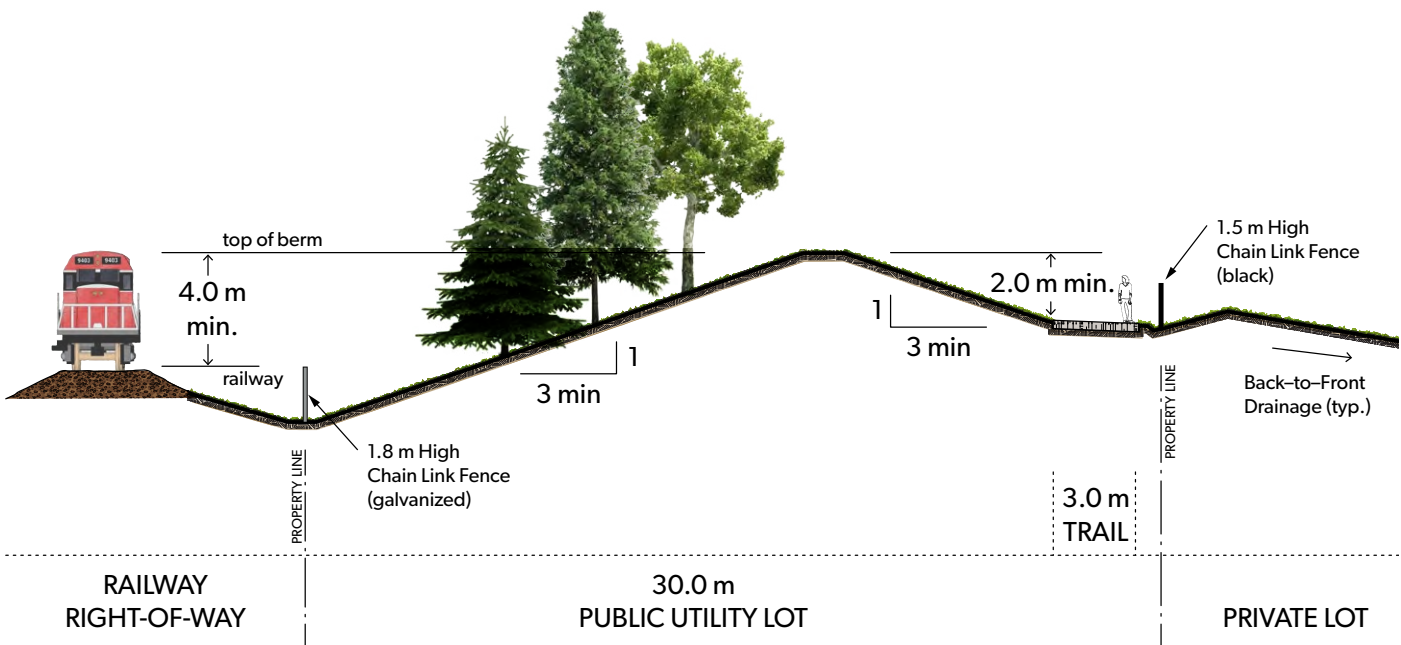 top of berm
9403 9403
4.0 m
min.
railway
1
3 min
1.8 m High
Chain Link Fence
(galvanized)
PROPERTY LINE
2.0 m min.
1
3 min
1.5 m High
Chain Link Fence
(black)
PROPERTY LINE
Back–to–Front
Drainage (typ.)
3.0 m
TRAIL
RAILWAY
RIGHT-OF-WAY
30.0 m
PUBLIC UTILITY LOT
PRIVATE LOT